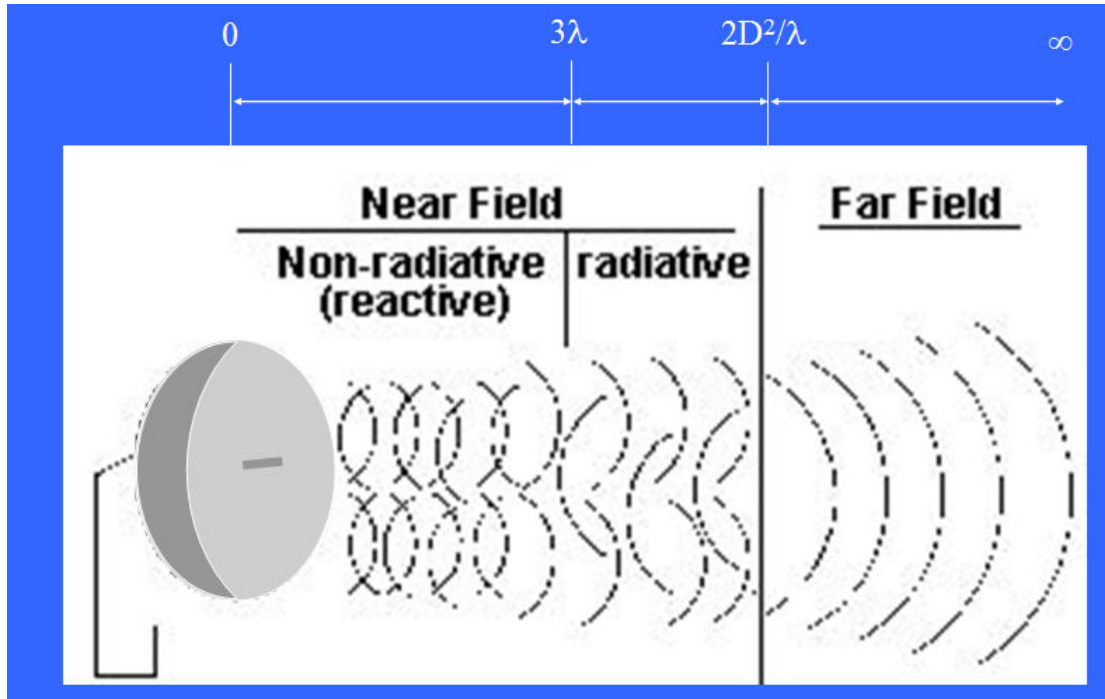 0 3λ 2D²/λ ∞
Near Field Far Field
Non-radiative radiative
(reactive)